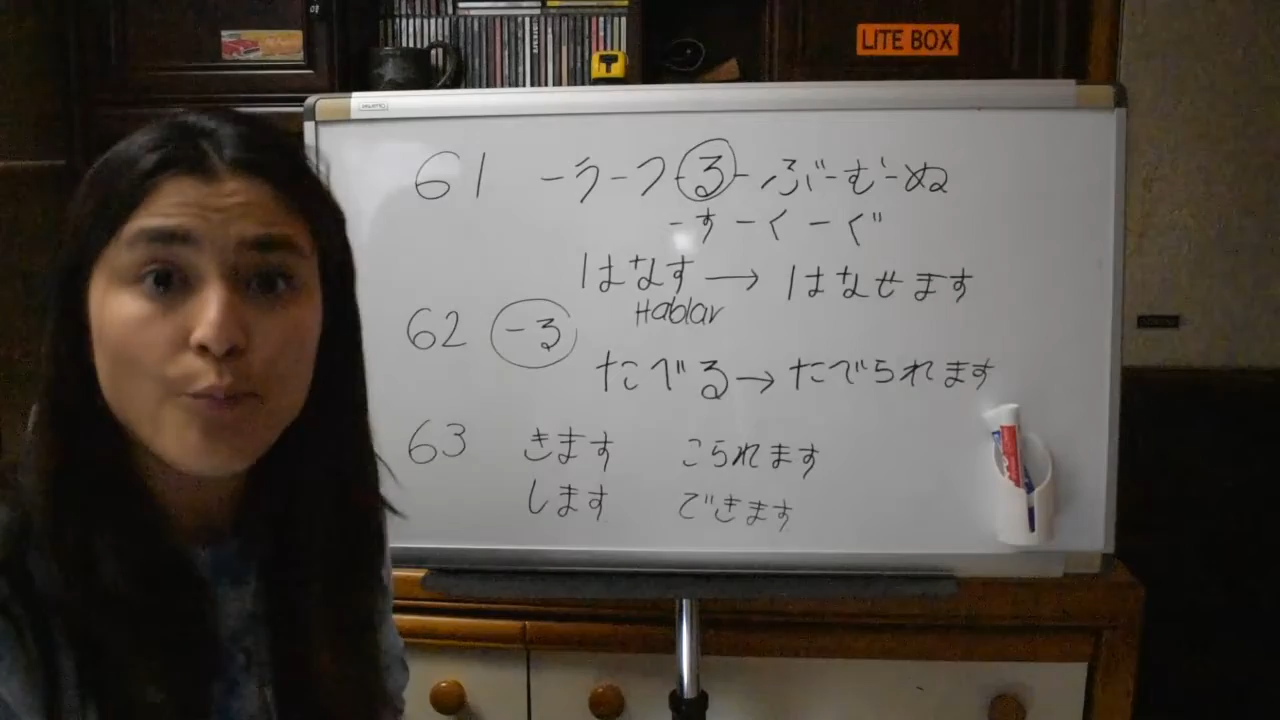 LITE BOX
61 -う-つ-る-ぶ-む-ぬ
-す-く-ぐ
はなす → はなせます
Hablar
62 -る
たべる → たべられます
63 きます こられます
します できます